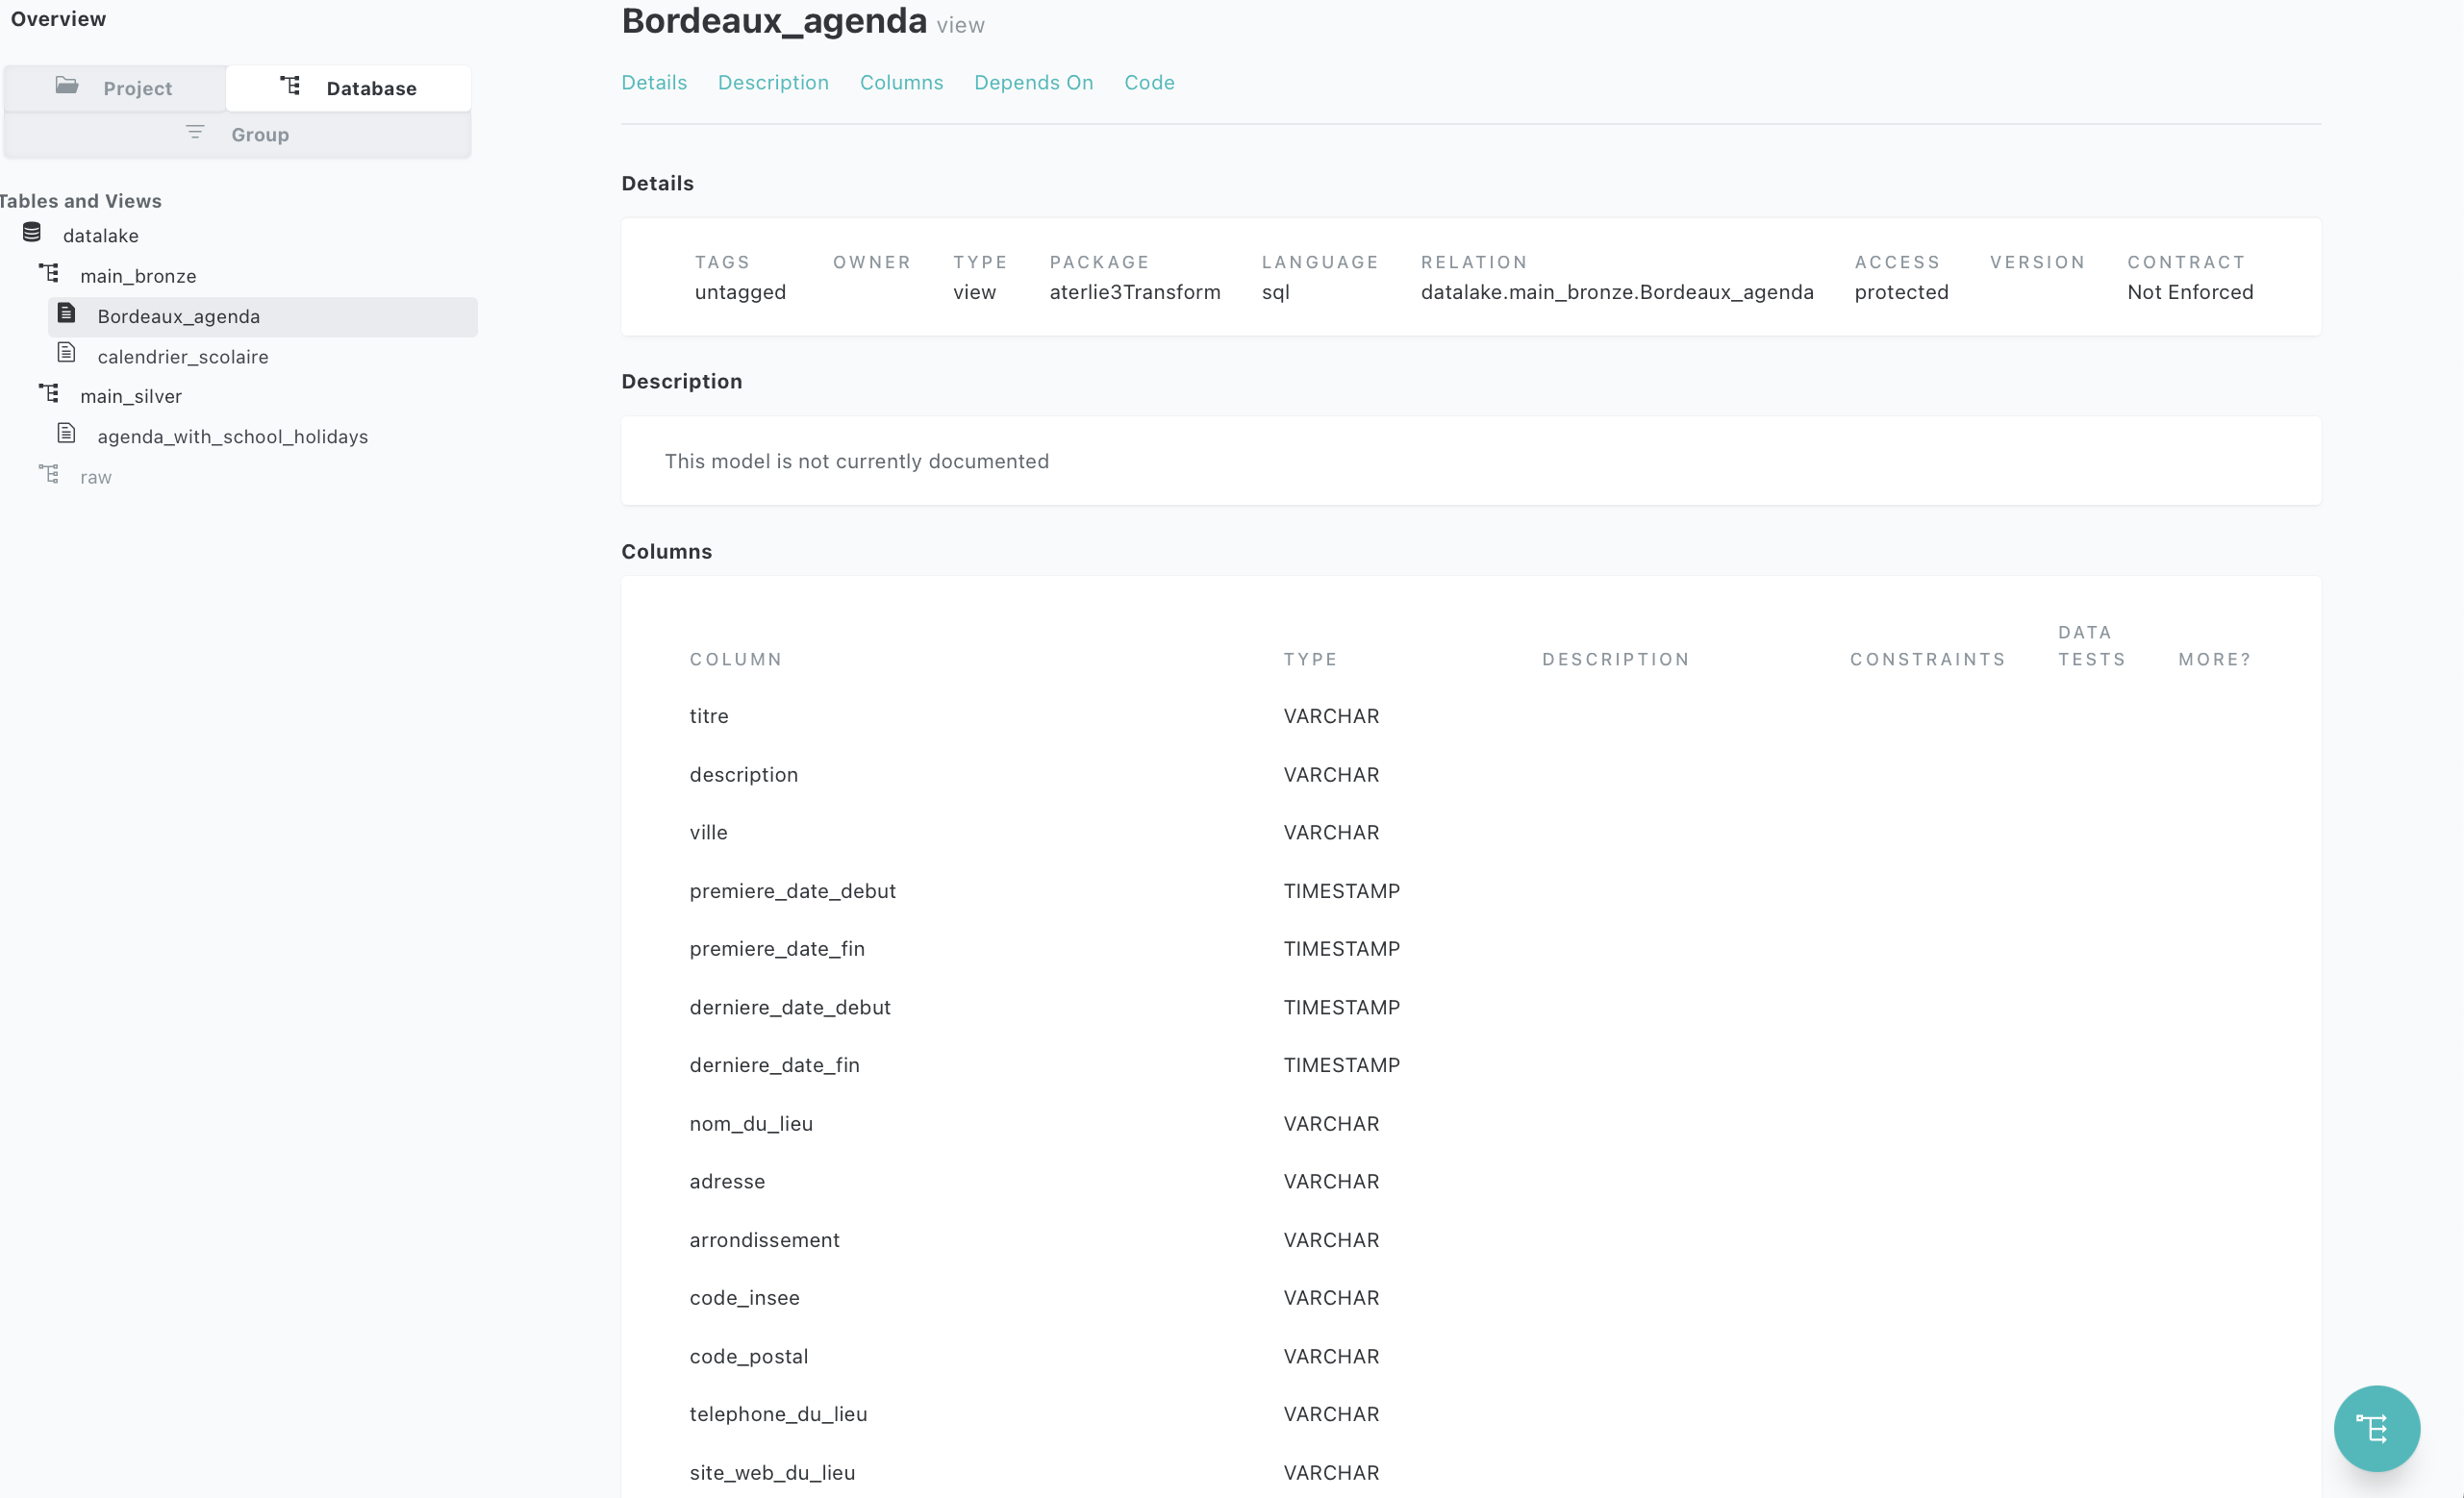 Overview
Project
Database
Group
Tables and Views
datalake
main_bronze
Bordeaux_agenda
calendrier_scolaire
main_silver
agenda_with_school_holidays
raw
Bordeaux_agenda view
Details Description Columns Depends On Code
Details
TAGS OWNER TYPE PACKAGE LANGUAGE RELATION ACCESS VERSION CONTRACT
untagged view aterlie3Transform sql datalake.main_bronze.Bordeaux_agenda protected Not Enforced
Description
This model is not currently documented
Columns
COLUMN TYPE DESCRIPTION CONSTRAINTS DATA TESTS MORE?
titre VARCHAR
description VARCHAR
ville VARCHAR
premiere_date_debut TIMESTAMP
premiere_date_fin TIMESTAMP
derniere_date_debut TIMESTAMP
derniere_date_fin TIMESTAMP
nom_du_lieu VARCHAR
adresse VARCHAR
arrondissement VARCHAR
code_insee VARCHAR
code_postal VARCHAR
telephone_du_lieu VARCHAR
site_web_du_lieu VARCHAR